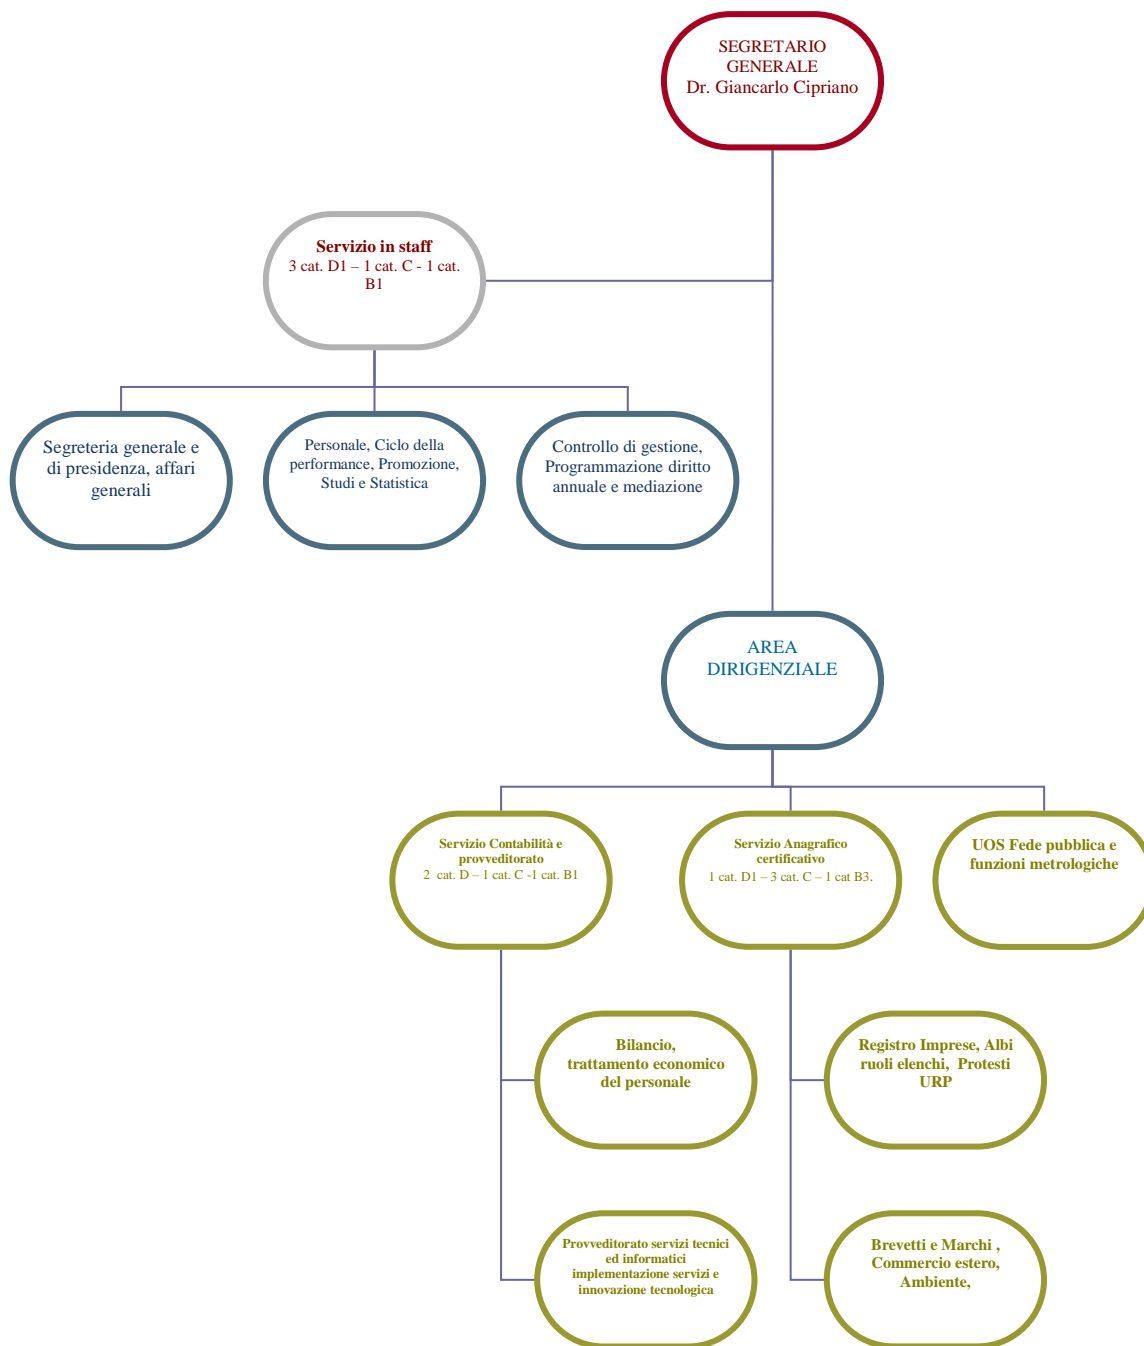 SEGRETARIO
GENERALE
Dr. Giancarlo Cipriano
Servizio in staff
3 cat. D1 – 1 cat. C - 1 cat.
B1
Segreteria generale e
di presidenza, affari
generali
Personale, Ciclo della
performance, Promozione,
Studi e Statistica
Controllo di gestione,
Programmazione diritto
annuale e mediazione
AREA
DIRIGENZIALE
Servizio Contabilità e
provveditorato
2 cat. D – 1 cat. C -1 cat. B1
Servizio Anagrafico
certificativo
1 cat. D1 – 3 cat. C – 1 cat B3.
UOS Fede pubblica e
funzioni metrologiche
Bilancio,
trattamento economico
del personale
Registro Imprese, Albi
ruoli elenchi, Protesti
URP
Provveditorato servizi tecnici
ed informatici
implementazione servizi e
innovazione tecnologica
Brevetti e Marchi ,
Commercio estero,
Ambiente,